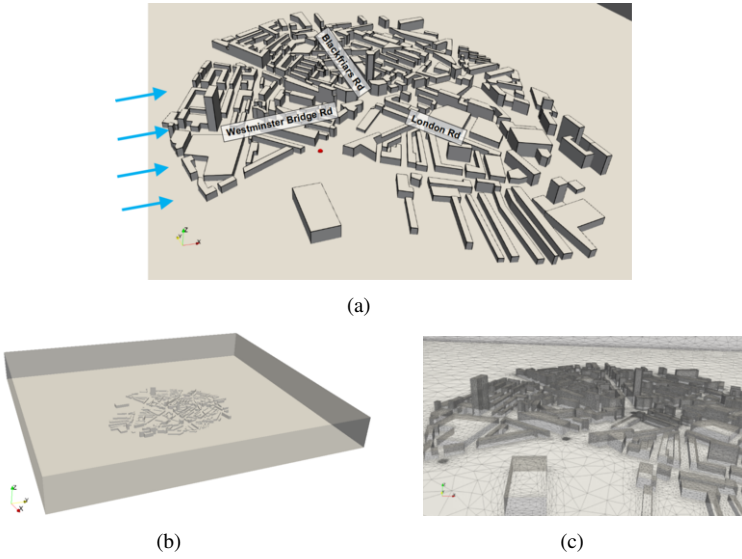 Blackfriars Rd
Westminster Bridge Rd
London Rd
Z
Y
X
(a)
Z
Y
X
(b)
(c)